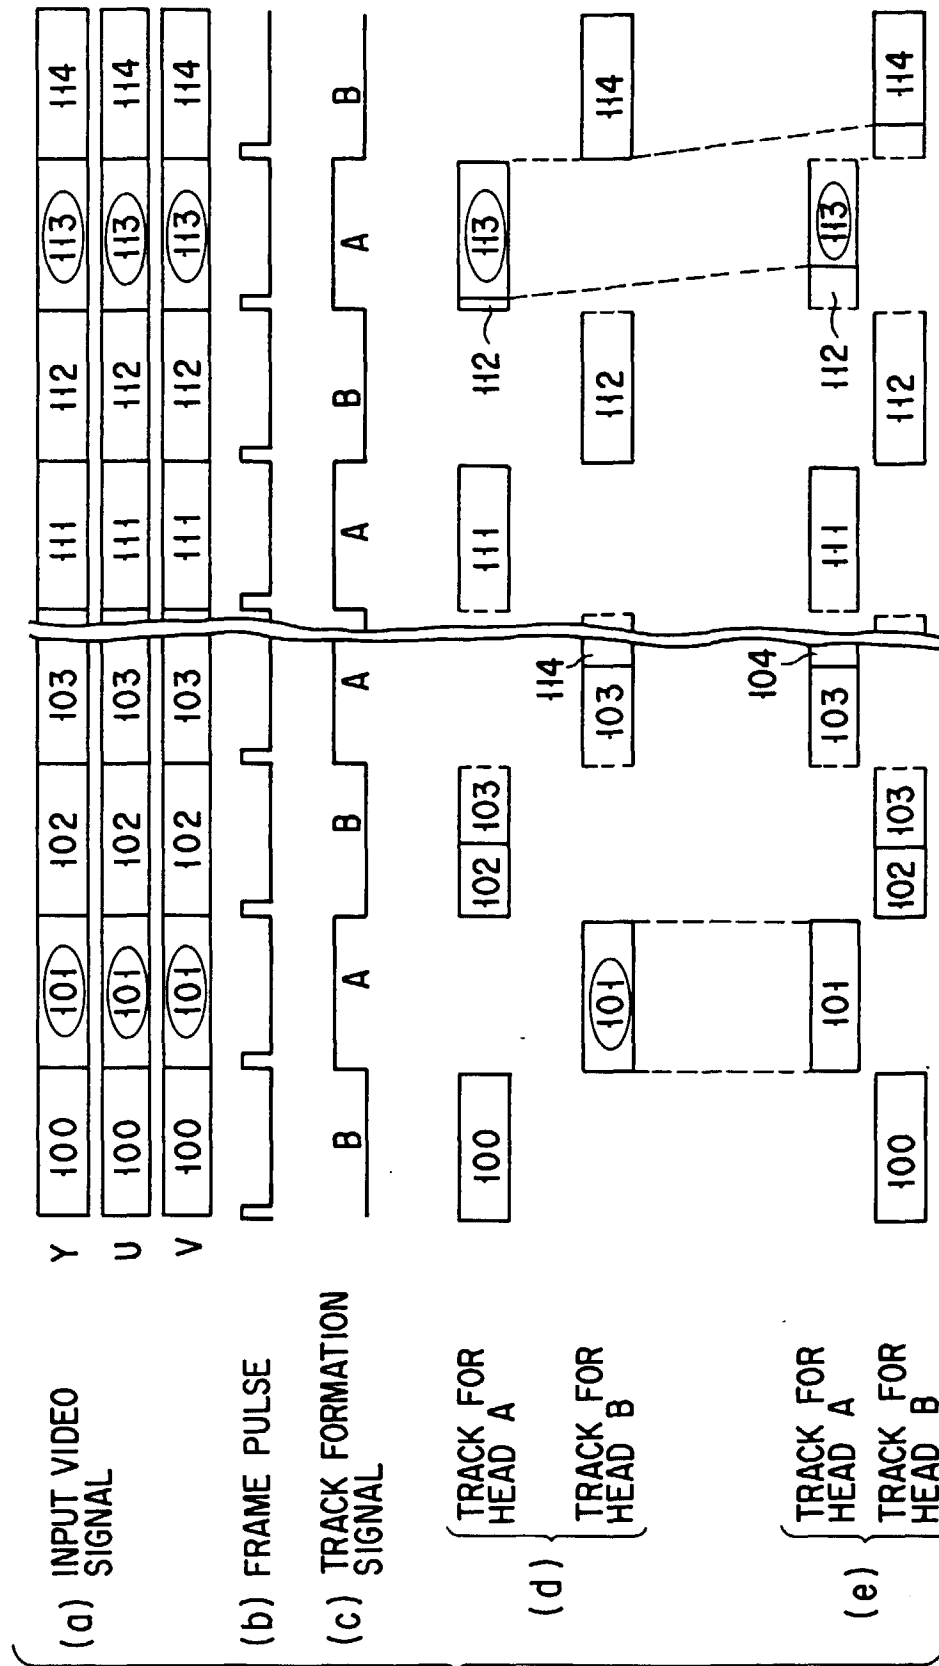 (a) INPUT VIDEO
SIGNAL
Y 100 101 102 103 111 112 113 114
U 100 101 102 103 111 112 113 114
V 100 101 102 103 111 112 113 114
(b) FRAME PULSE
(c) TRACK FORMATION
SIGNAL
B A B A A B A B
(d)
TRACK FOR
HEAD A
100 102 103 111 112 113
TRACK FOR
HEAD B
101 103 114 112 114
(e)
TRACK FOR
HEAD A
101 103 104 111 112 113
TRACK FOR
HEAD B
100 102 103 112 114